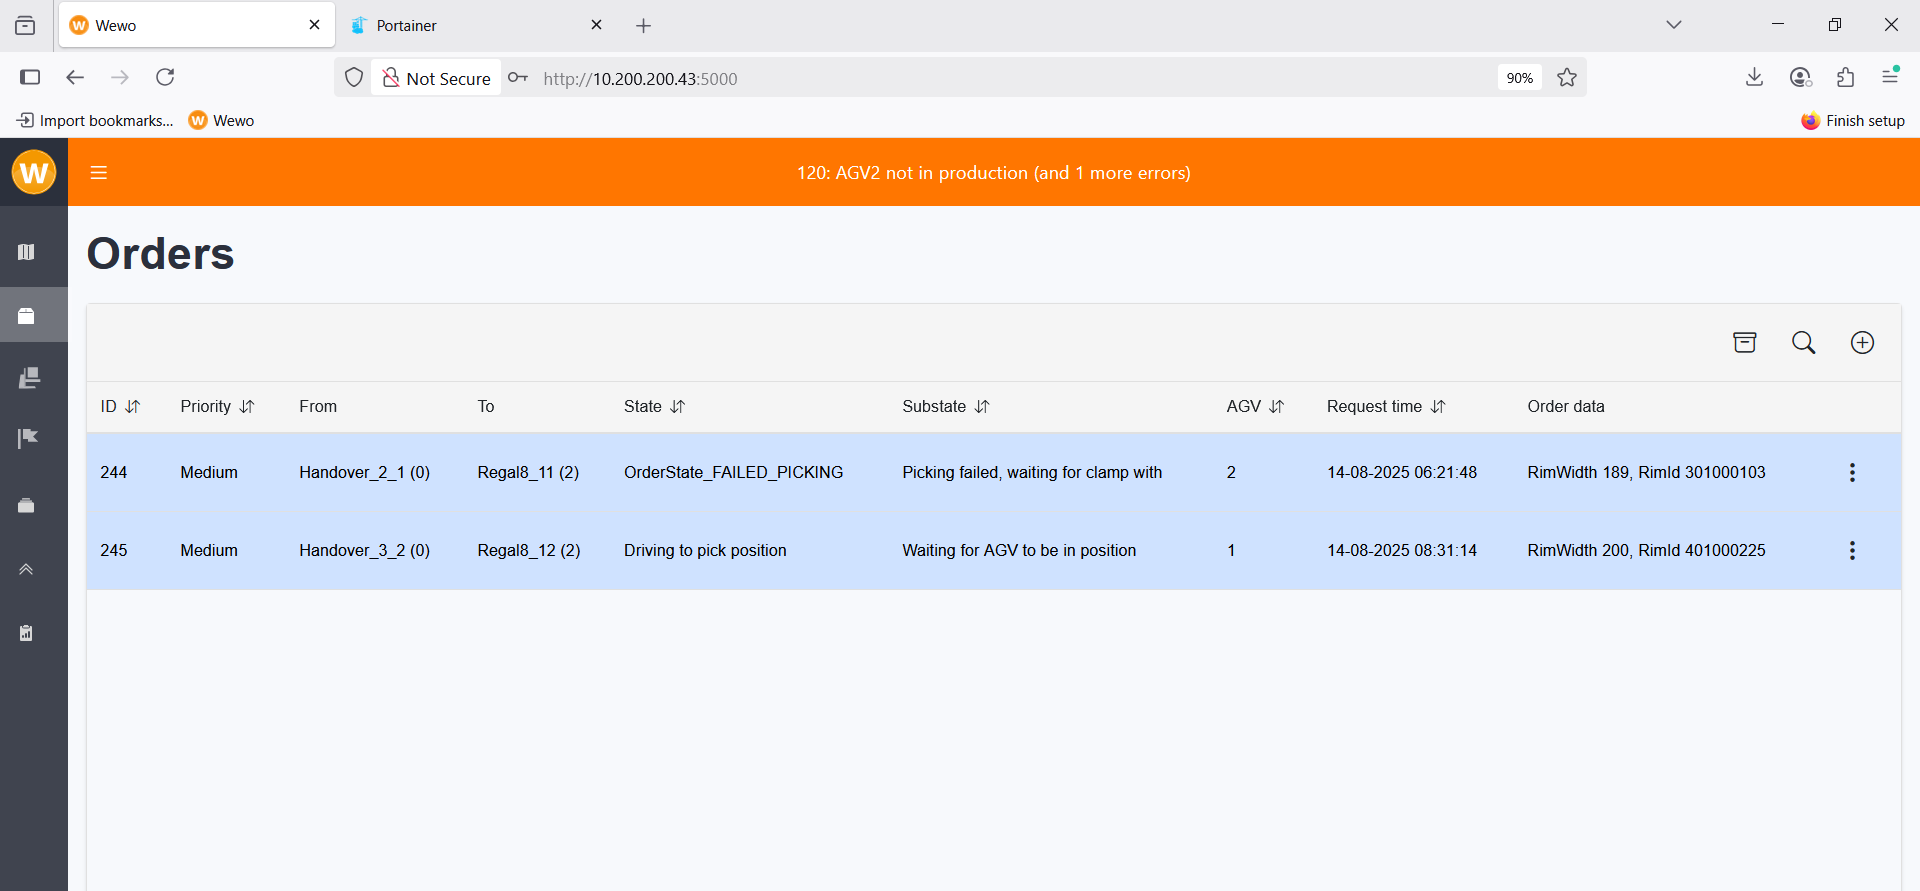 Wewo
Portainer
Not Secure
http://10.200.200.43:5000
90%
Import bookmarks...
Wewo
Finish setup
W
120: AGV2 not in production (and 1 more errors)
Orders
ID Priority From To State Substate AGV Request time Order data
244 Medium Handover_2_1 (0) Regal8_11 (2) OrderState_FAILED_PICKING Picking failed, waiting for clamp with 2 14-08-2025 06:21:48 RimWidth 189, RimId 301000103
245 Medium Handover_3_2 (0) Regal8_12 (2) Driving to pick position Waiting for AGV to be in position 1 14-08-2025 08:31:14 RimWidth 200, RimId 401000225